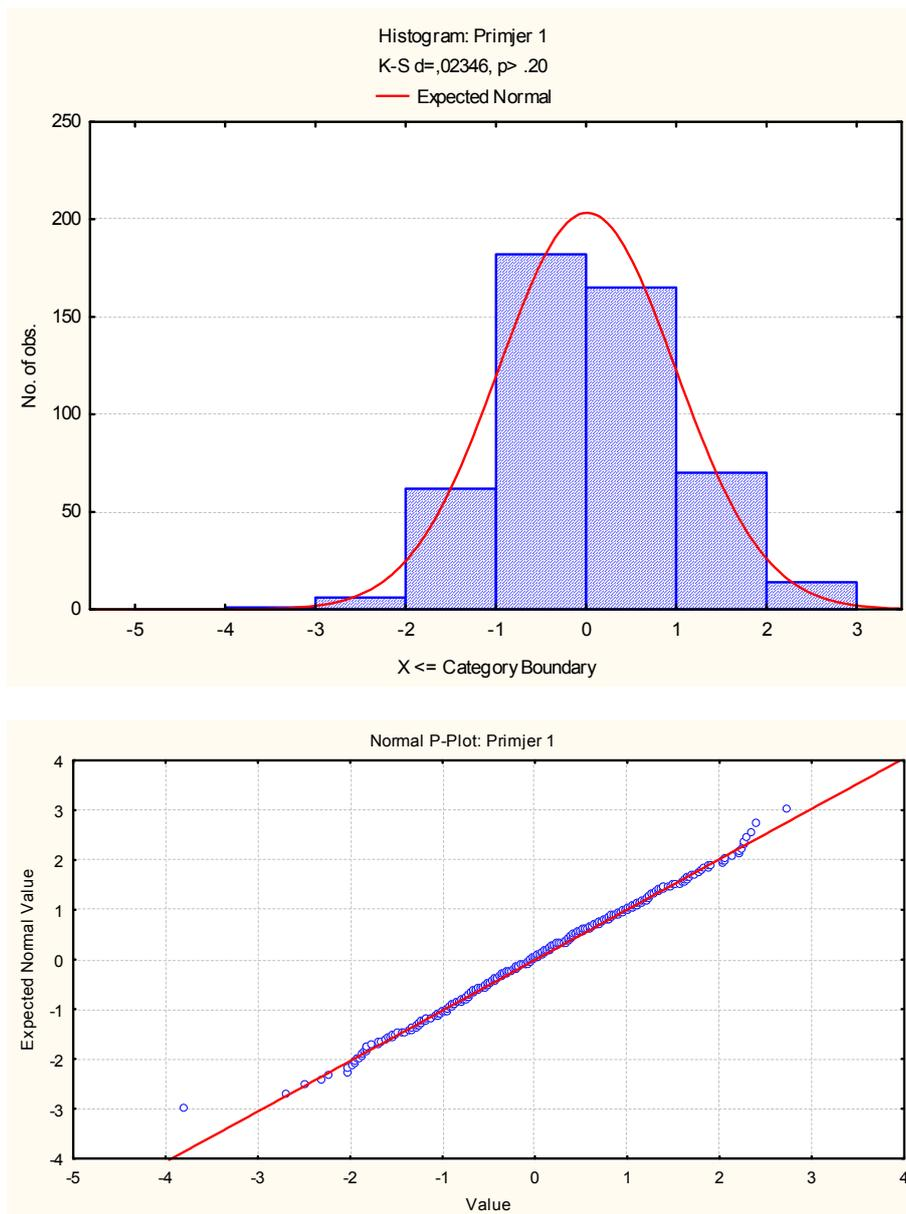 Histogram: Primjer 1
K-S d=,02346, p> .20
Expected Normal
250
200
150
100
50
0
No. of obs.
-5 -4 -3 -2 -1 0 1 2 3
X <= Category Boundary
Normal P-Plot: Primjer 1
4
3
2
1
0
-1
-2
-3
-4
Expected Normal Value
-5 -4 -3 -2 -1 0 1 2 3 4
Value